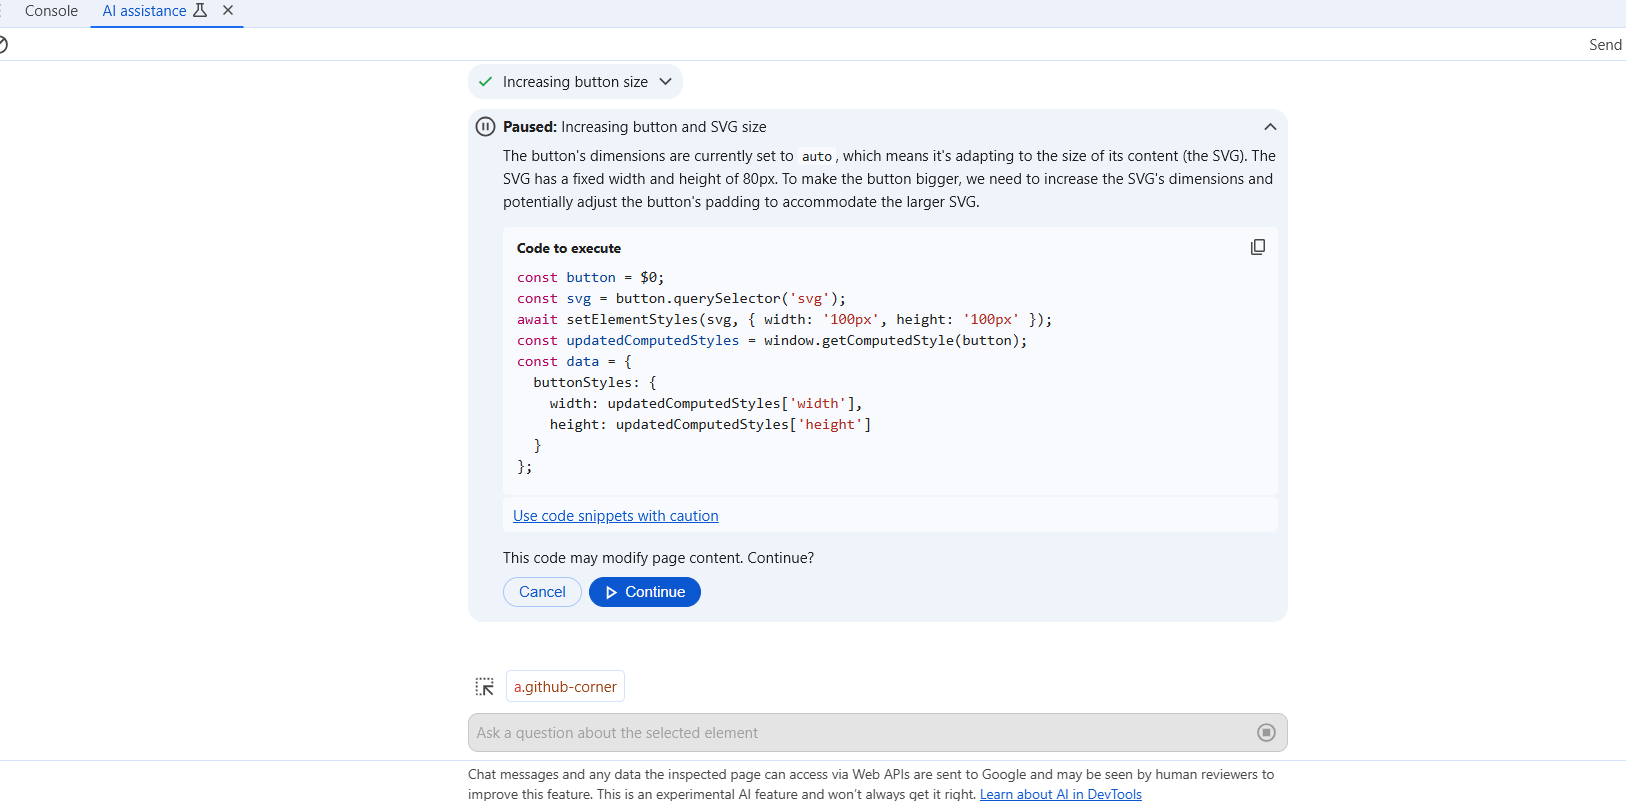 Console AI assistance
Send
Increasing button size
Paused: Increasing button and SVG size
The button's dimensions are currently set to auto, which means it's adapting to the size of its content (the SVG). The
SVG has a fixed width and height of 80px. To make the button bigger, we need to increase the SVG's dimensions and
potentially adjust the button's padding to accommodate the larger SVG.
Code to execute
const button = $0;
const svg = button.querySelector('svg');
await setElementStyles(svg, { width: '100px', height: '100px' });
const updatedComputedStyles = window.getComputedStyle(button);
const data = {
  buttonStyles: {
    width: updatedComputedStyles['width'],
    height: updatedComputedStyles['height']
  }
};
Use code snippets with caution
This code may modify page content. Continue?
Cancel Continue
a.github-corner
Ask a question about the selected element
Chat messages and any data the inspected page can access via Web APIs are sent to Google and may be seen by human reviewers to
improve this feature. This is an experimental AI feature and won't always get it right. Learn about AI in DevTools